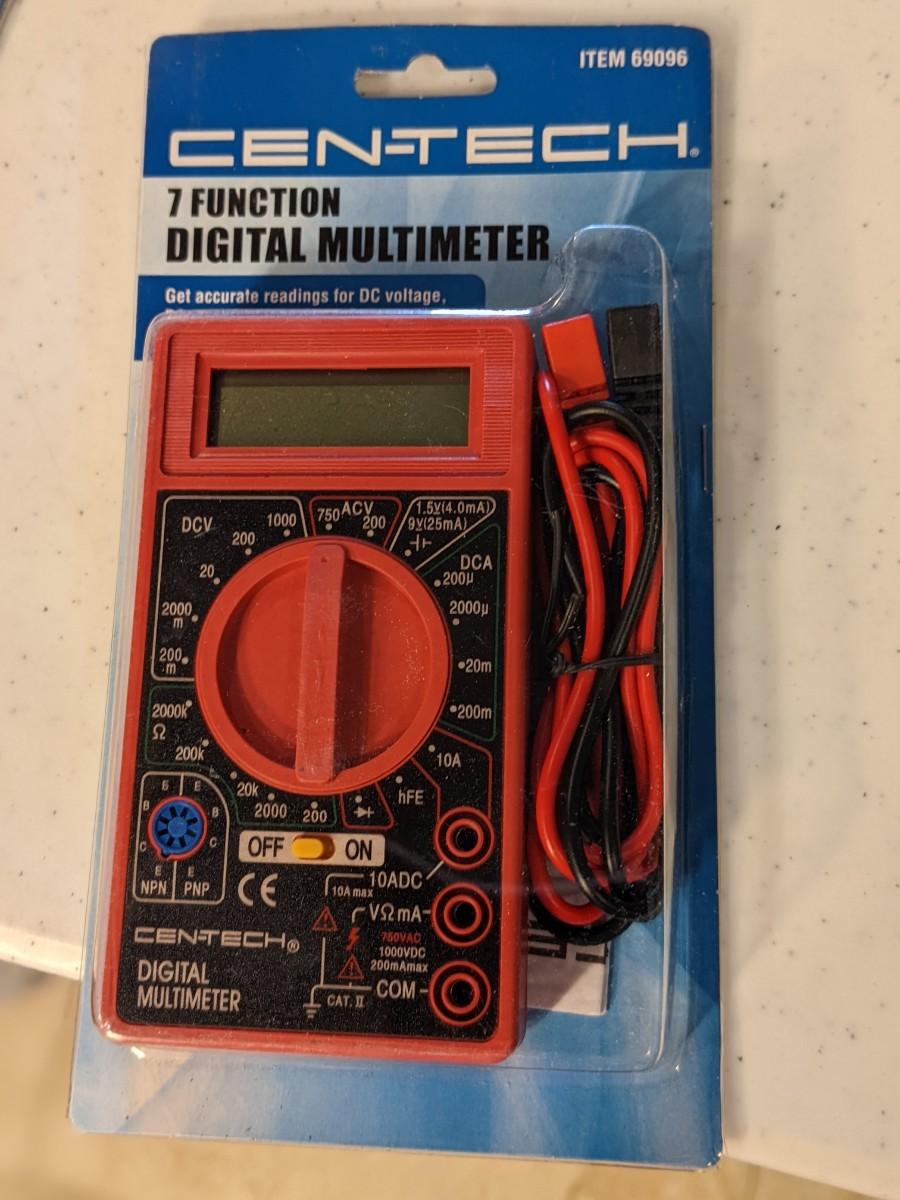 ITEM 69096
CEN-TECH®
7 FUNCTION
DIGITAL MULTIMETER
Get accurate readings for DC voltage,
DCV
1000
750
ACV
200
1.5V(4.0mA)
9V(25mA)
200
DCA
20
200µ
2000
m
2000µ
200
m
20m
2000k
200m
Ω
200k
10A
20k
2000
200
hFE
Б E
B B
C C
E E
NPN PNP
OFF ON
10ADC
10A max
CE
VΩmA
750VAC
1000VDC
200mAmax
CEN-TECH®
DIGITAL
MULTIMETER
CAT. II
COM